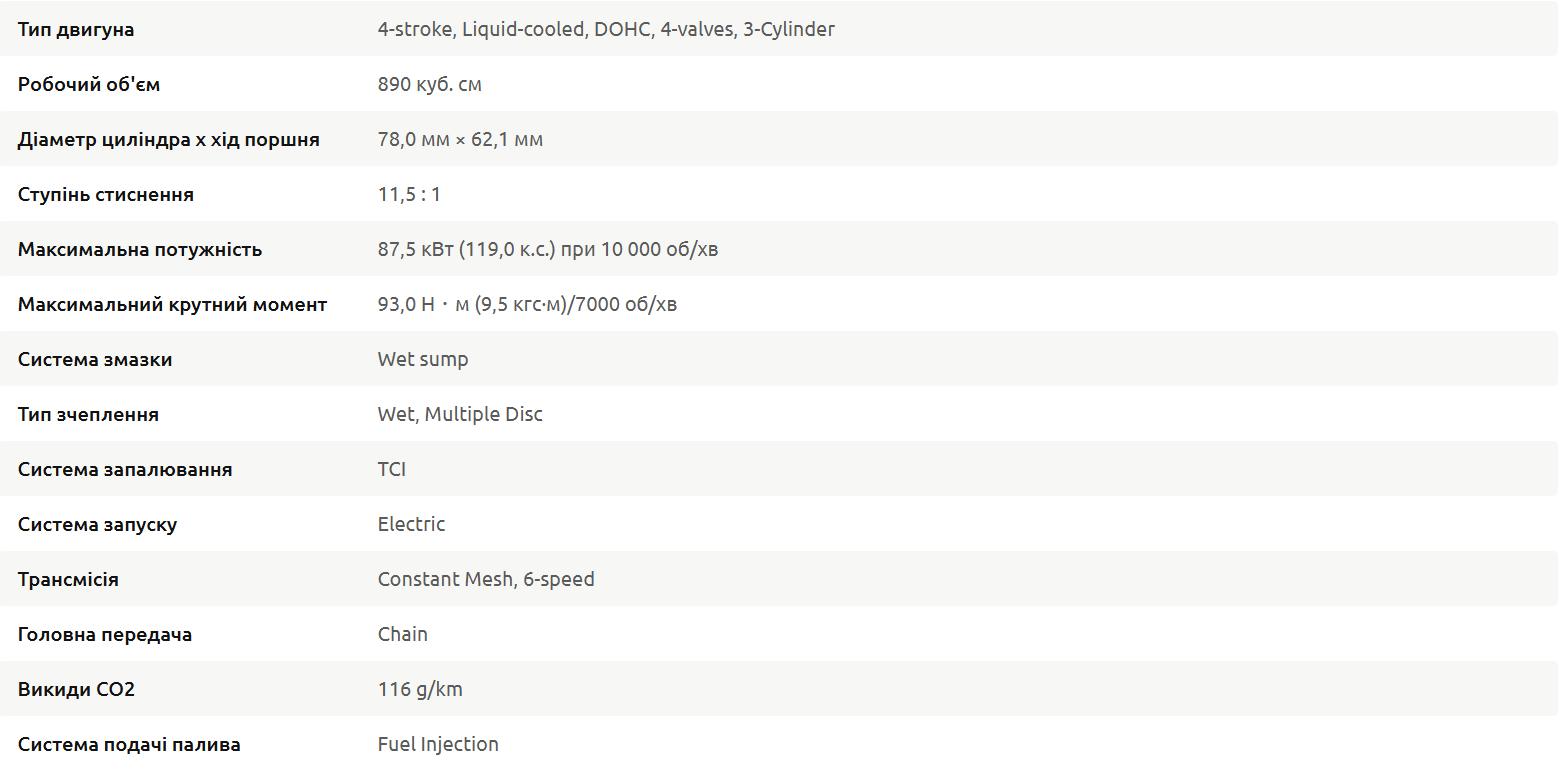 Тип двигуна 4-stroke, Liquid-cooled, DOHC, 4-valves, 3-Cylinder
Робочий об'єм 890 куб. см
Діаметр циліндра х хід поршня 78,0 мм × 62,1 мм
Ступінь стиснення 11,5 : 1
Максимальна потужність 87,5 кВт (119,0 к.с.) при 10 000 об/хв
Максимальний крутний момент 93,0 Н・м (9,5 кгс·м)/7000 об/хв
Система змазки Wet sump
Тип зчеплення Wet, Multiple Disc
Система запалювання TCI
Система запуску Electric
Трансмісія Constant Mesh, 6-speed
Головна передача Chain
Викиди CO2 116 g/km
Система подачі палива Fuel Injection